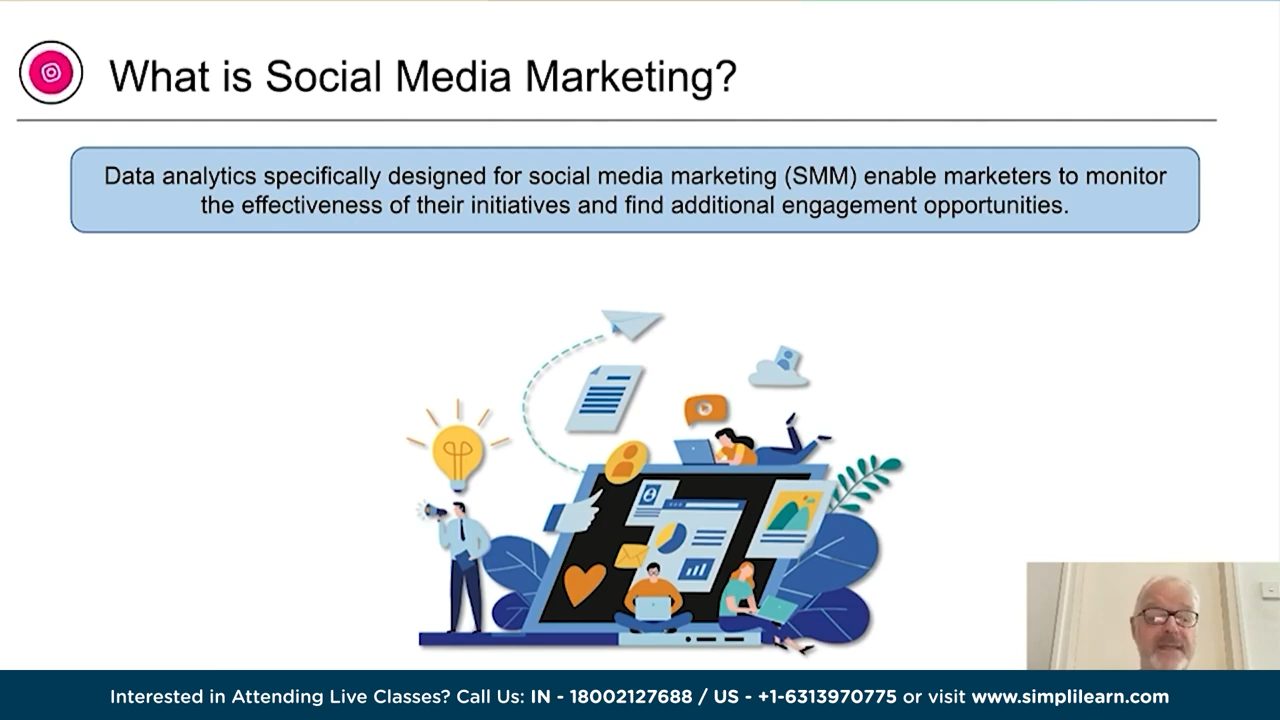 What is Social Media Marketing?
Data analytics specifically designed for social media marketing (SMM) enable marketers to monitor
the effectiveness of their initiatives and find additional engagement opportunities.
Interested in Attending Live Classes? Call Us: IN - 18002127688 / US - +1-6313970775 or visit www.simplilearn.com